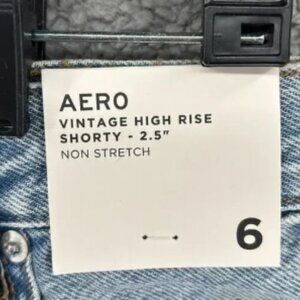 AERO
VINTAGE HIGH RISE
SHORTY - 2.5"
NON STRETCH
6